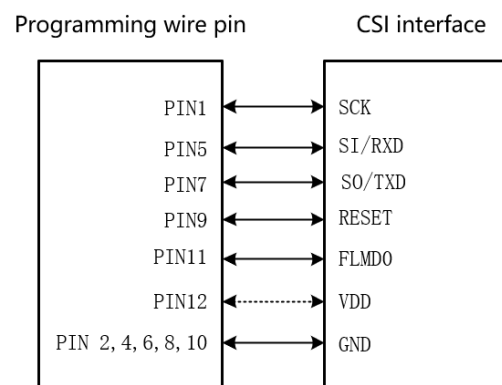 Programming wire pin CSI interface
PIN1 SCK
PIN5 SI/RXD
PIN7 SO/TXD
PIN9 RESET
PIN11 FLMDO
PIN12 VDD
PIN 2,4,6,8,10 GND